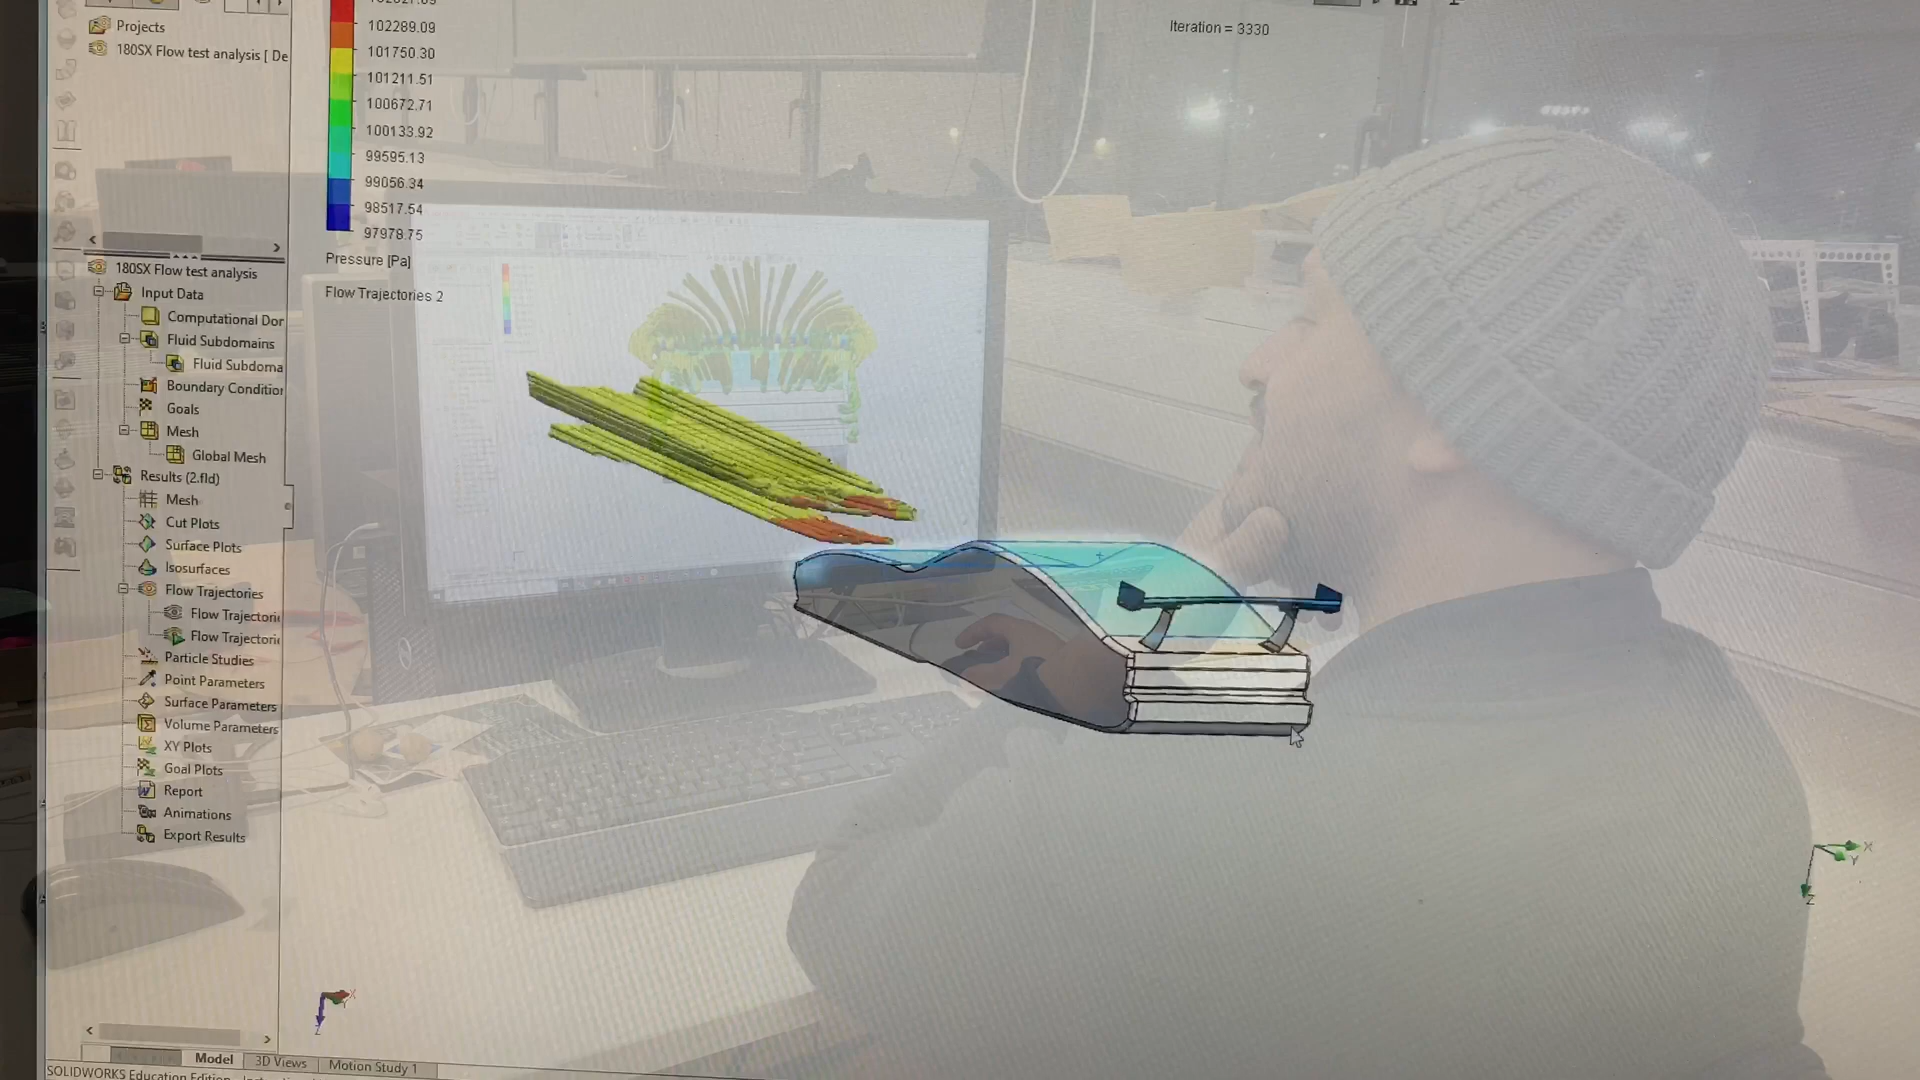 Projects
180SX Flow test analysis [ De
102289.09
101750.30
101211.51
100672.71
100133.92
99595.13
99056.34
98517.54
97978.75
Pressure [Pa]
Flow Trajectories 2
Iteration = 3330
180SX Flow test analysis
Input Data
Computational Dor
Fluid Subdomains
Fluid Subdoma
Boundary Condition
Goals
Mesh
Global Mesh
Results (2.fld)
Mesh
Cut Plots
Surface Plots
Isosurfaces
Flow Trajectories
Flow Trajectorie
Flow Trajectorie
Particle Studies
Point Parameters
Surface Parameters
Volume Parameters
XY Plots
Goal Plots
Report
Animations
Export Results
X
Y
Z
X
Y
Z
Model
3D Views
Motion Study 1
SOLIDWORKS Education Edition